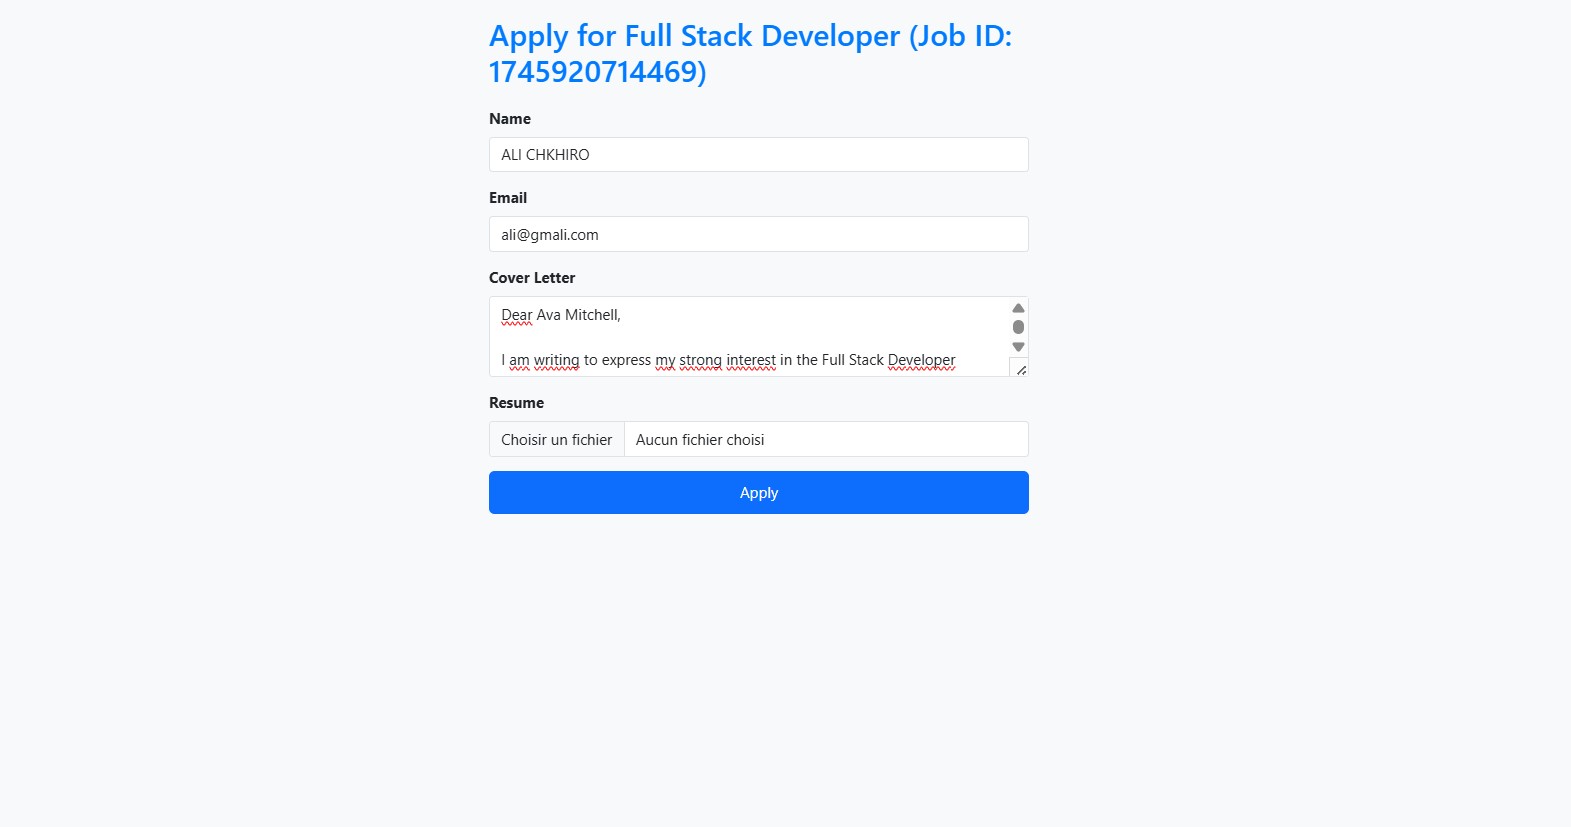 Apply for Full Stack Developer (Job ID:
1745920714469)
Name
ALI CHKHIRO
Email
ali@gmali.com
Cover Letter
Dear Ava Mitchell,
I am writing to express my strong interest in the Full Stack Developer
Resume
Choisir un fichier Aucun fichier choisi
Apply